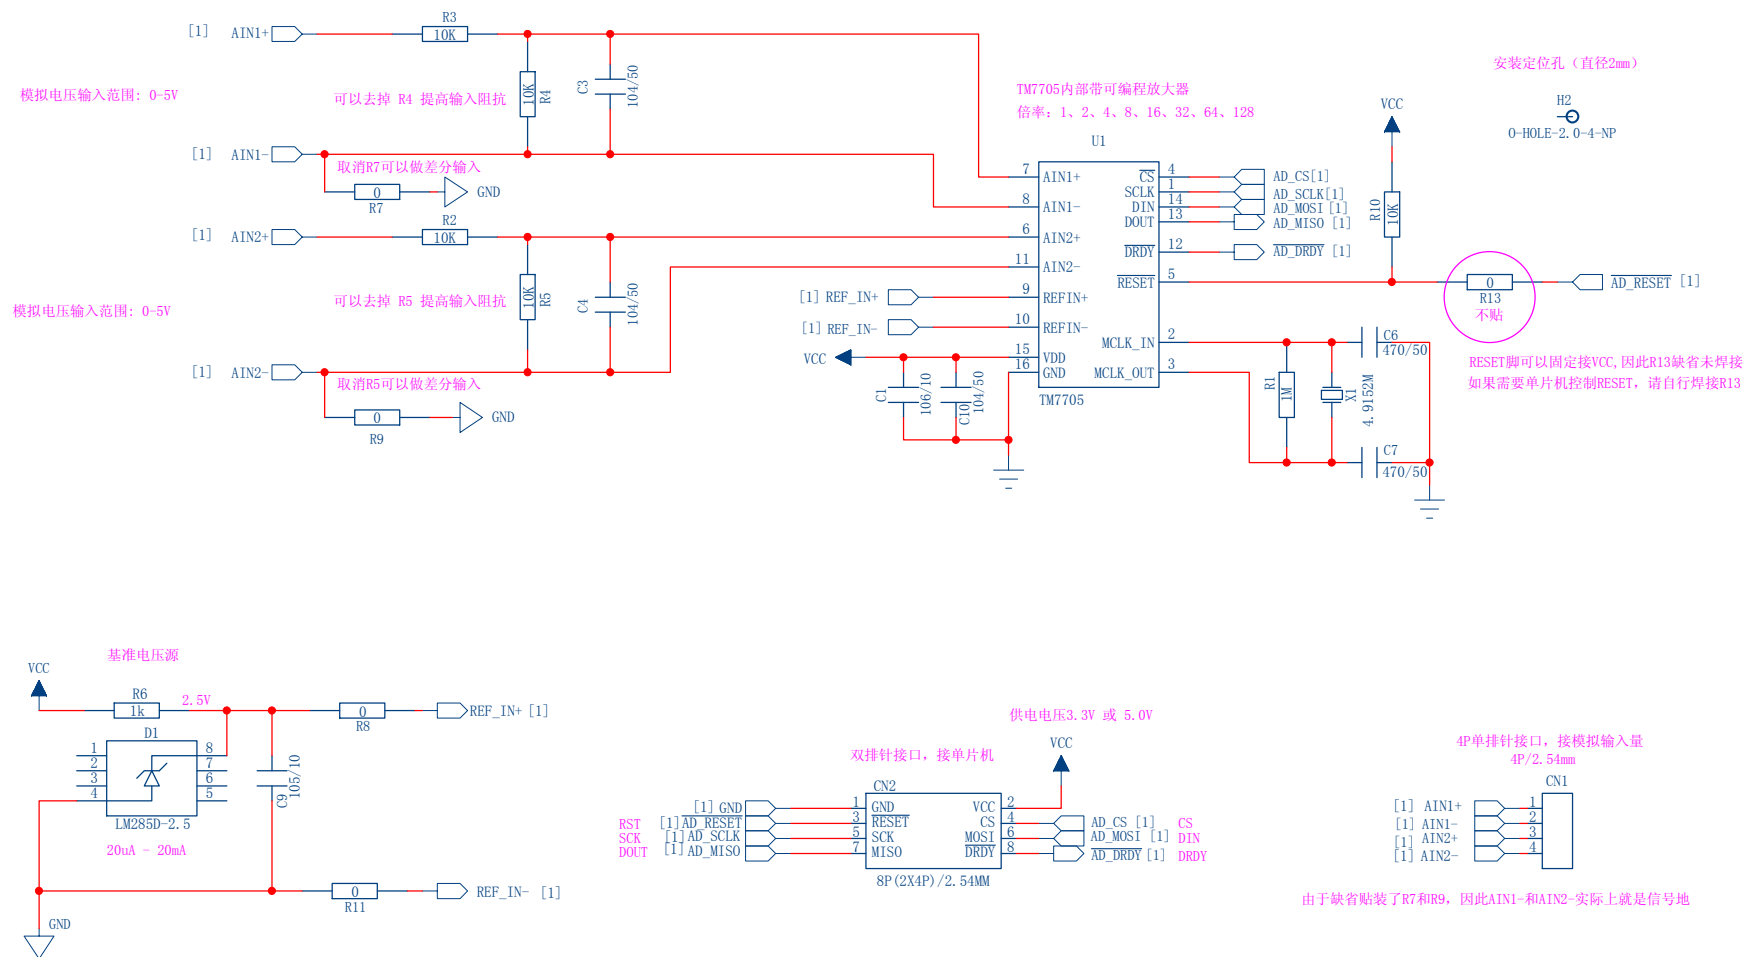 [1] AIN1+
R3
10K
模拟电压输入范围: 0-5V
可以去掉 R4 提高输入阻抗
10K
R4
C3
104/50
[1] AIN1-
取消R7可以做差分输入
0
R7
GND
[1] AIN2+
R2
10K
模拟电压输入范围: 0-5V
可以去掉 R5 提高输入阻抗
10K
R5
C4
104/50
[1] AIN2-
取消R5可以做差分输入
0
R9
GND
TM7705内部带可编程放大器
倍率: 1、2、4、8、16、32、64、128
U1
7 AIN1+
8 AIN1-
6 AIN2+
11 AIN2-
[1] REF_IN+ 9 REFIN+
[1] REF_IN- 10 REFIN-
VCC 15 VDD
16 GND
CS 4 AD_CS[1]
SCLK 1 AD_SCLK[1]
DIN 14 AD_MOSI [1]
DOUT 13 AD_MISO [1]
DRDY 12 AD_DRDY [1]
RESET 5
MCLK_IN 2
MCLK_OUT 3
TM7705
C1
106/10
C10
104/50
VCC
R10
10K
0
R13
不贴
AD_RESET [1]
RESET脚可以固定接VCC,因此R13缺省未焊接
如果需要单片机控制RESET, 请自行焊接R13
R1
1M
X1
4.9152M
C6
470/50
C7
470/50
安装定位孔（直径2mm）
H2
O-HOLE-2.0-4-NP
基准电压源
VCC
R6
1k
2.5V
0
R8
REF_IN+ [1]
D1
1
2
3
4
8
7
6
5
LM285D-2.5
20uA - 20mA
C9
105/10
0
R11
REF_IN- [1]
GND
供电电压3.3V 或 5.0V
VCC
双排针接口, 接单片机
CN2
[1] GND 1 GND VCC 2
RST [1] AD_RESET 3 RESET CS 4 AD_CS [1] CS
SCK [1] AD_SCLK 5 SCK MOSI 6 AD_MOSI [1] DIN
DOUT [1] AD_MISO 7 MISO DRDY 8 AD_DRDY [1] DRDY
8P(2X4P)/2.54MM
4P单排针接口, 接模拟输入量
4P/2.54mm
CN1
[1] AIN1+ 1
[1] AIN1- 2
[1] AIN2+ 3
[1] AIN2- 4
由于缺省贴装了R7和R9, 因此AIN1-和AIN2-实际上就是信号地